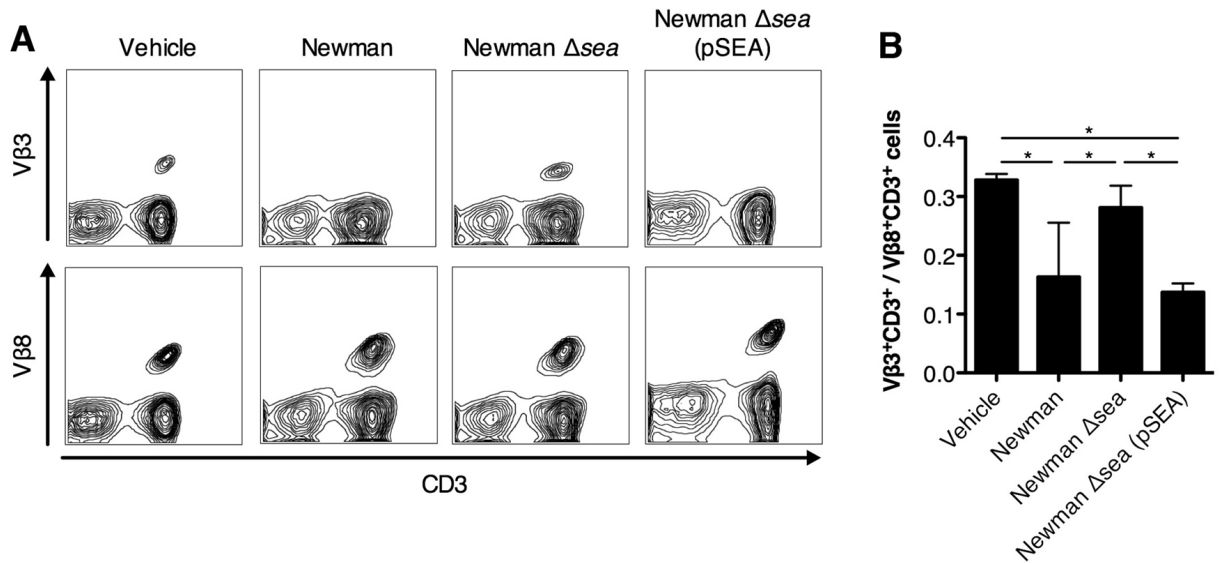 A
Vehicle
Newman
Newman Δsea
Newman Δsea
(pSEA)
Vβ3
Vβ8
CD3
B
Vβ3⁺CD3⁺ / Vβ8⁺CD3⁺ cells
0.4
0.3
0.2
0.1
0.0
*
* * *
Vehicle
Newman
Newman Δsea
Newman Δsea (pSEA)